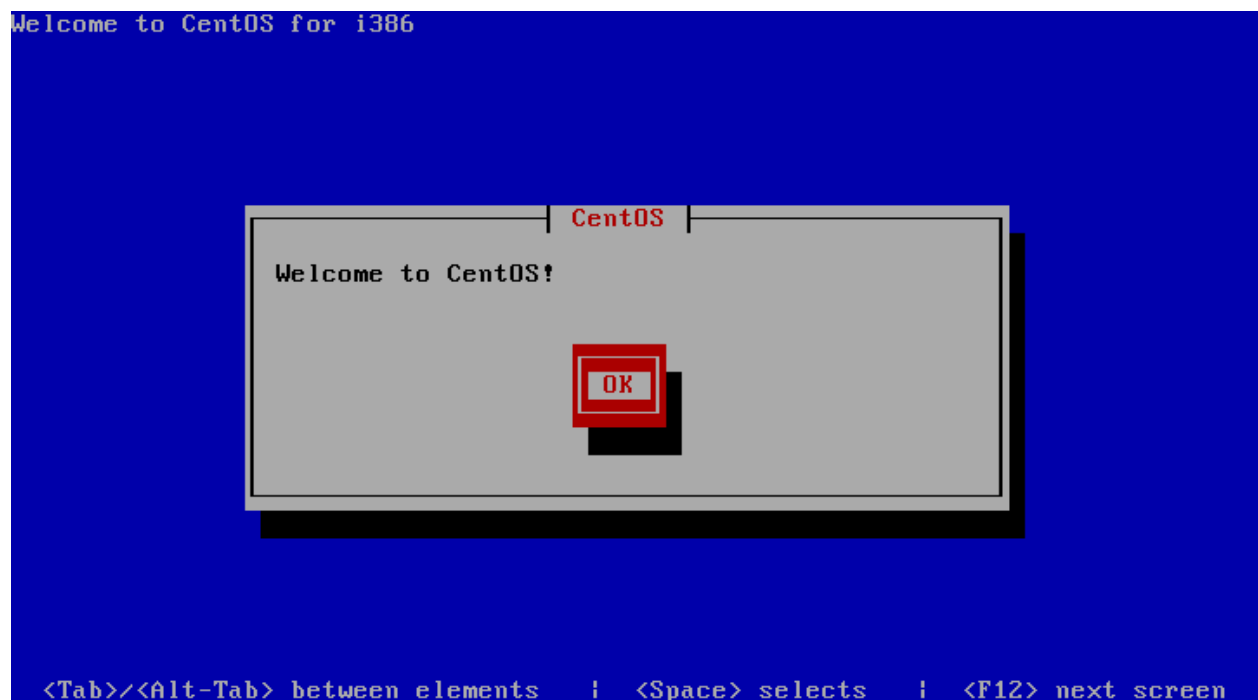 Welcome to CentOS for i386
CentOS
Welcome to CentOS!
OK
<Tab>/<Alt-Tab> between elements | <Space> selects | <F12> next screen